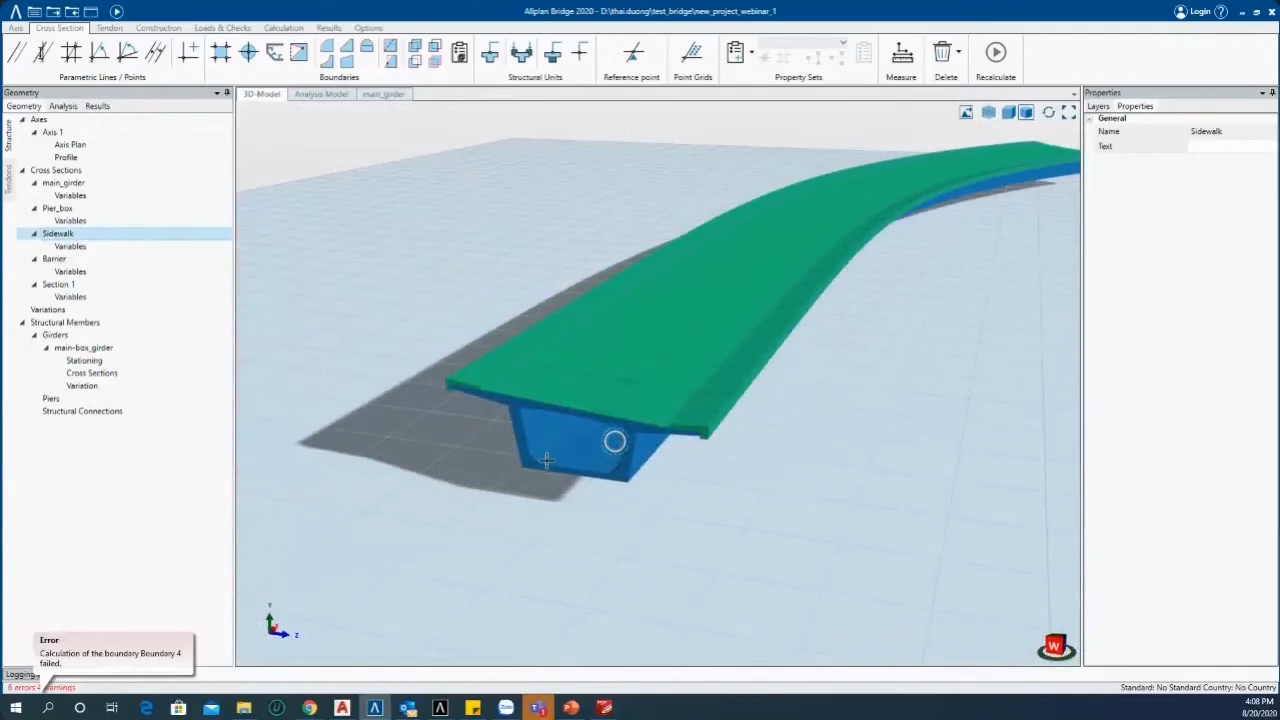 Allplan Bridge 2020 - D:\thai.duong\test_bridge\new_project_webinar_1
Login
Axis Cross Section Tendon Construction Loads & Checks Calculation Results Options
Parametric Lines / Points Boundaries Structural Units Reference point Point Grids Property Sets Measure Delete Recalculate
Geometry
Geometry Analysis Results
Structure
Tendons
Axes
Axis 1
Axis Plan
Profile
Cross Sections
main_girder
Variables
Pier_box
Variables
Sidewalk
Variables
Barrier
Variables
Section 1
Variables
Variations
Structural Members
Girders
main-box_girder
Stationing
Cross Sections
Variation
Piers
Structural Connections
3D-Model Analysis Model main_girder
Y
Z
W
Properties
Layers Properties
General
Name Sidewalk
Text
Error
Calculation of the boundary Boundary 4
failed.
Logging
Standard: No Standard Country: No Country
4:08 PM
8/20/2020